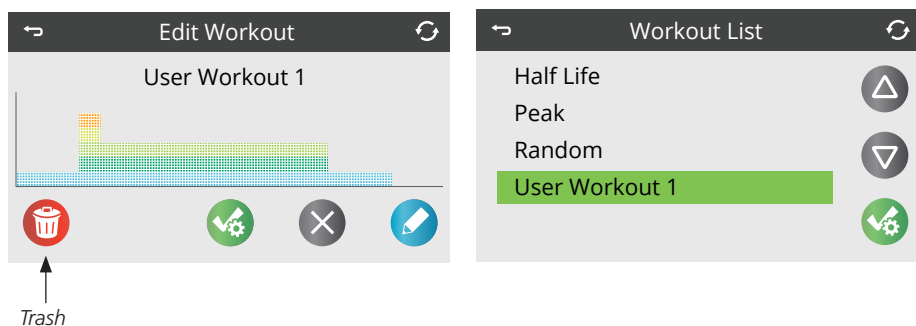 Edit Workout
User Workout 1
Trash
Workout List
Half Life
Peak
Random
User Workout 1